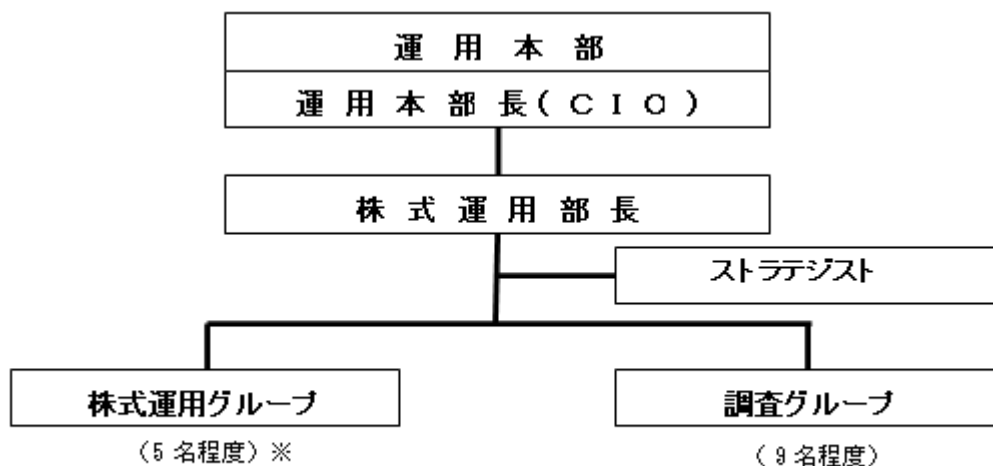 運用本部
運用本部長(CIO)
株式運用部長
ストラテジスト
株式運用グループ
調査グループ
(5名程度)※
(9名程度)